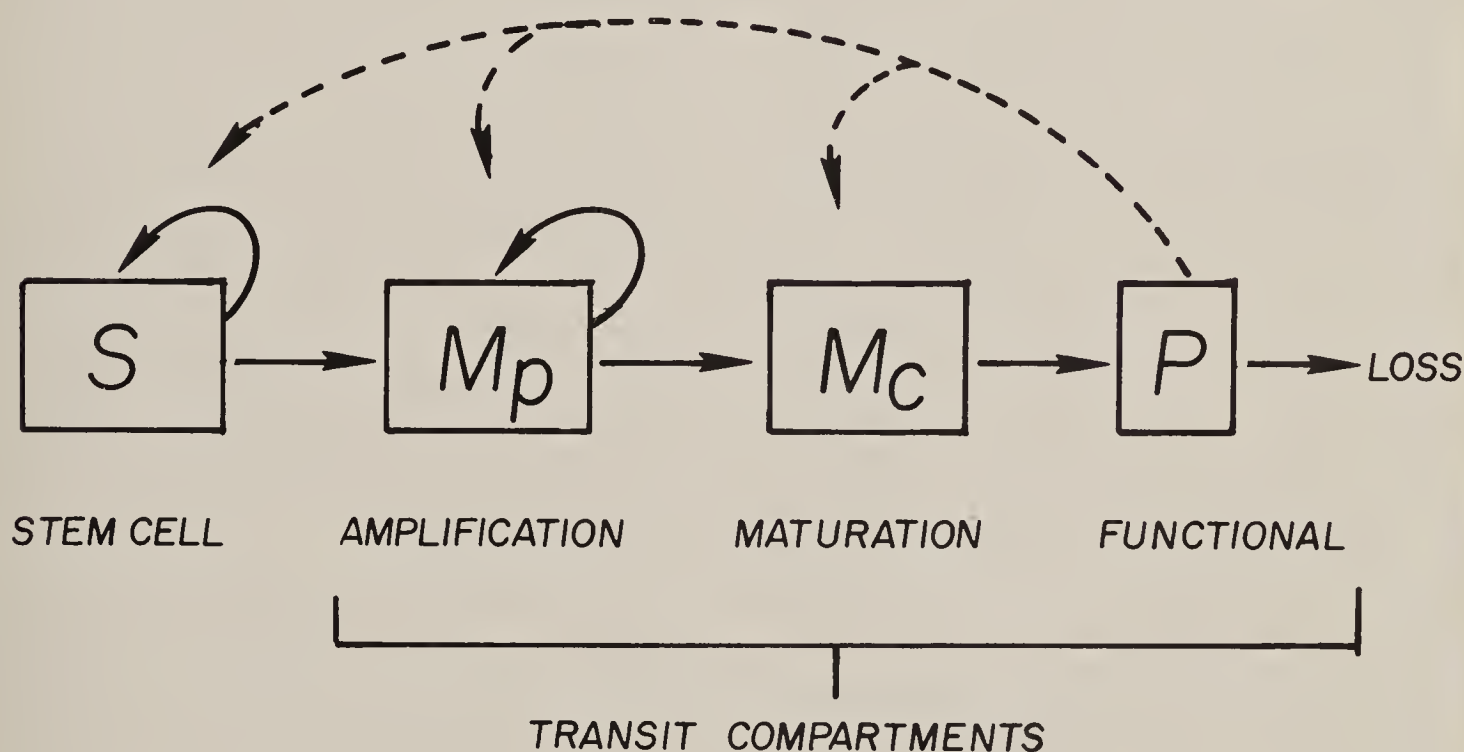 S Mp Mc P LOSS
STEM CELL AMPLIFICATION MATURATION FUNCTIONAL
TRANSIT COMPARTMENTS